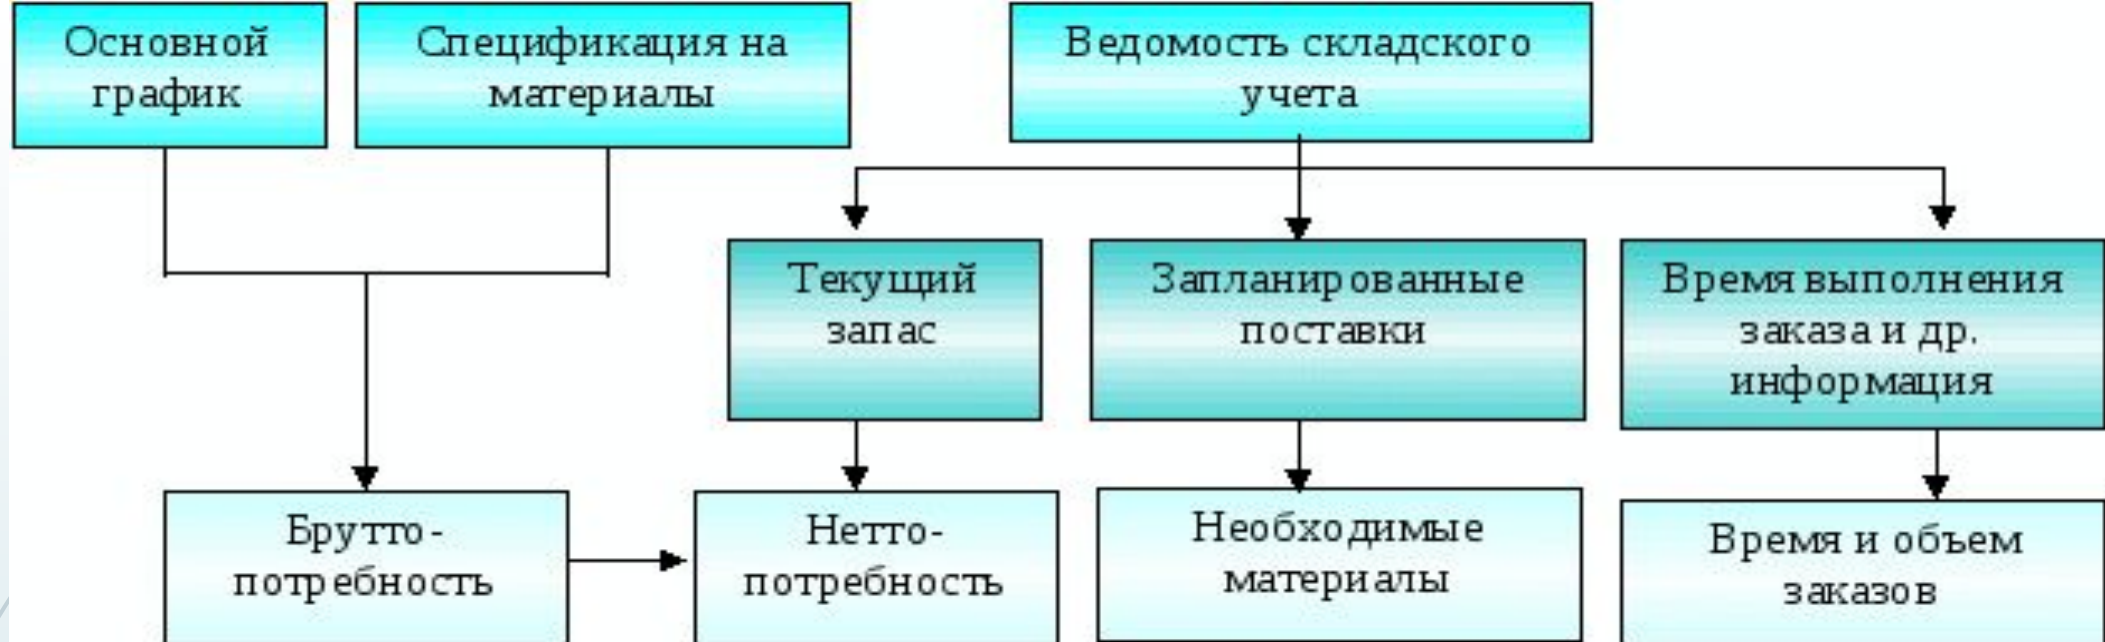 Основной
график
Спецификация на
материалы
Ведомость складского
учета
Текущий
запас
Запланированные
поставки
Время выполнения
заказа и др.
информация
Брутто-
потребность
Нетто-
потребность
Необходимые
материалы
Время и объем
заказов